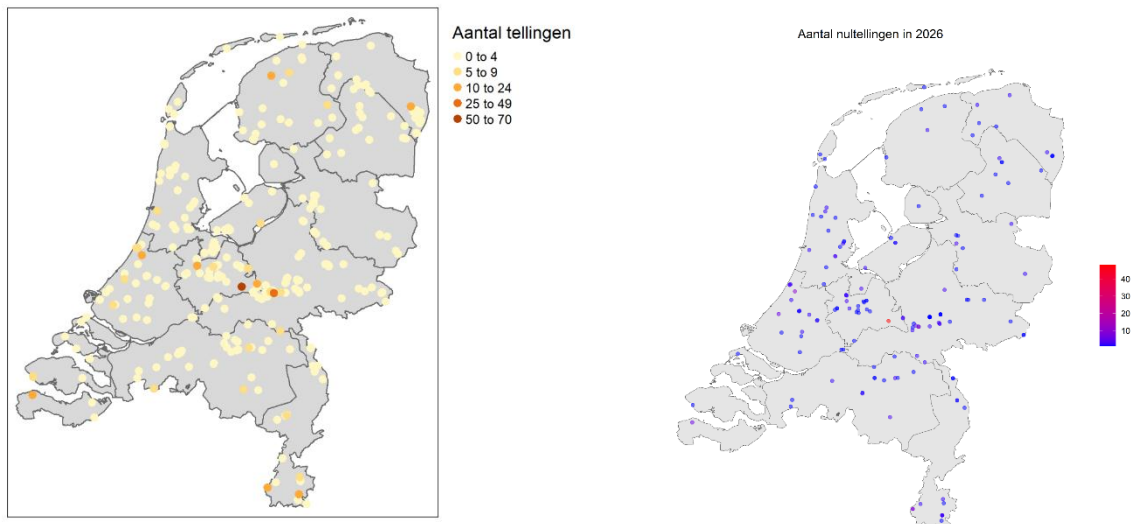 Aantal tellingen
0 to 4
5 to 9
10 to 24
25 to 49
50 to 70
Aantal nultellingen in 2026
40
30
20
10